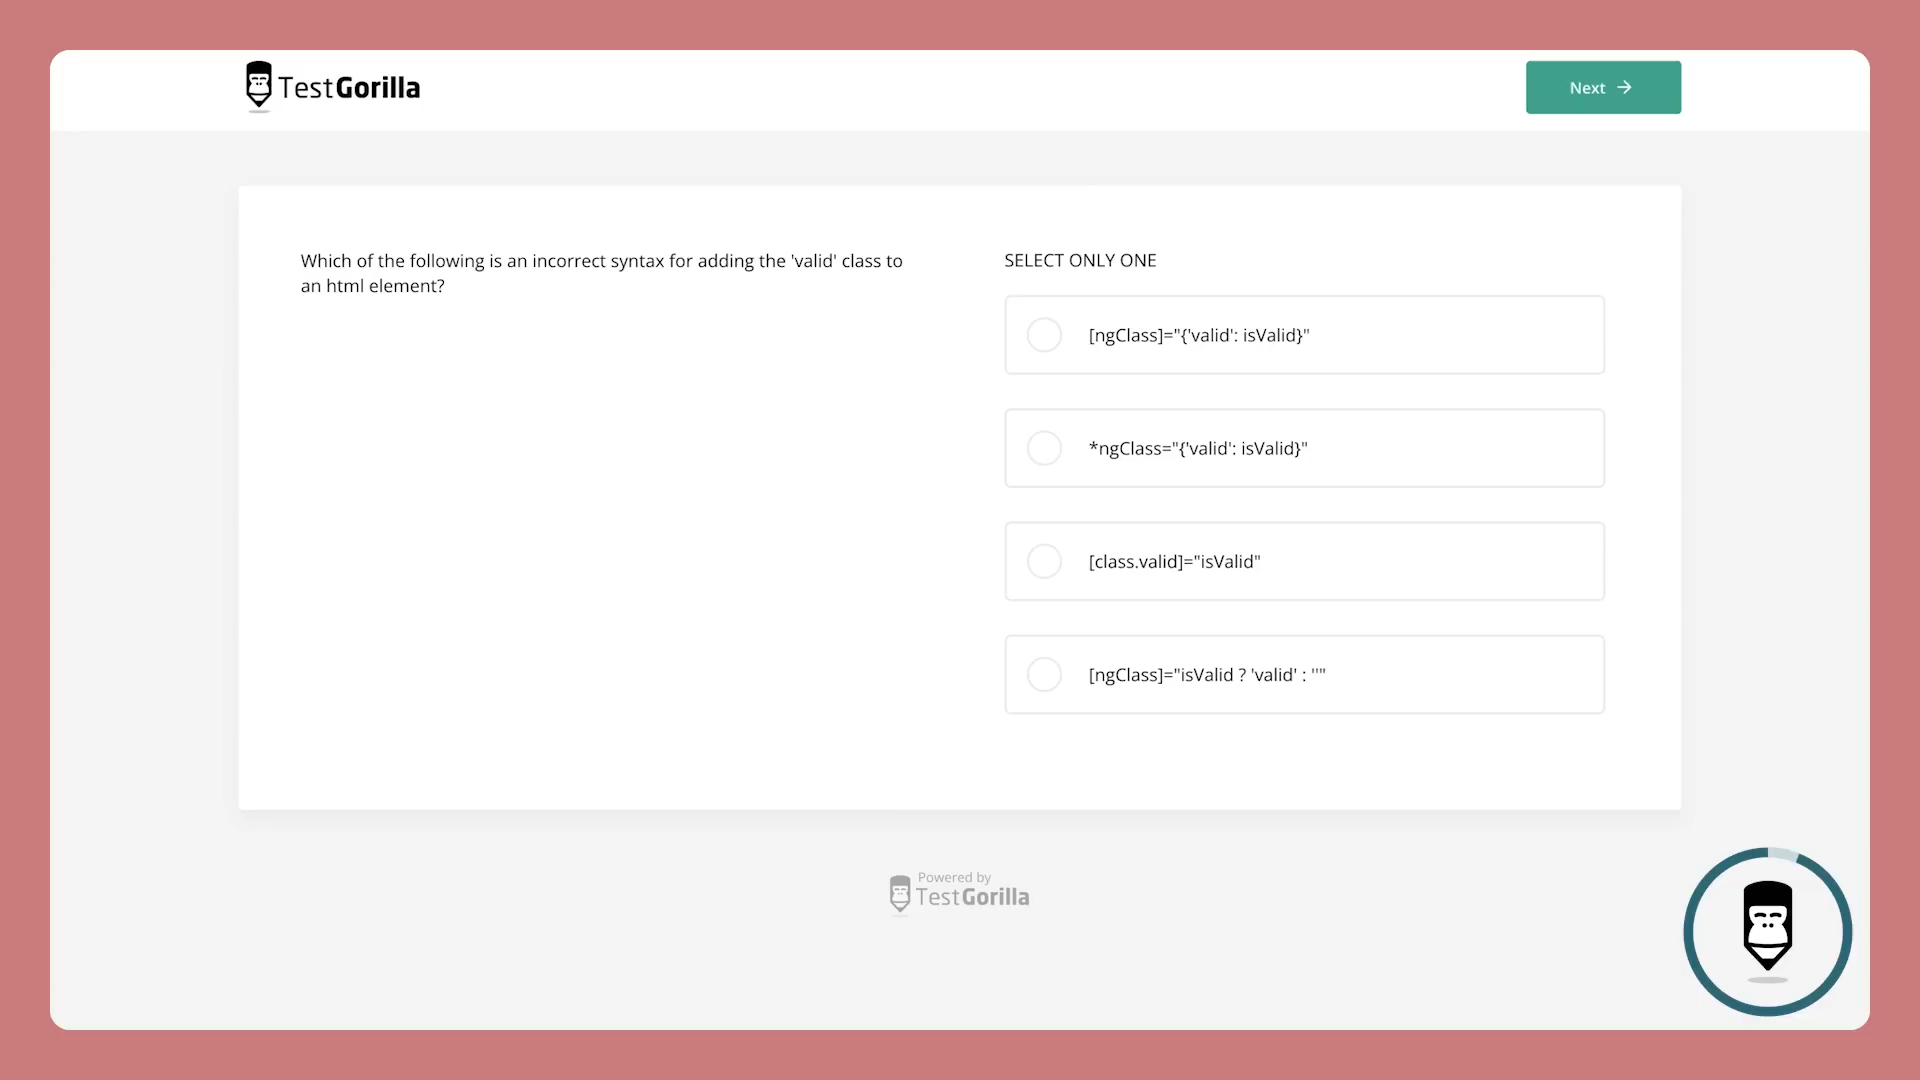 TestGorilla
Next
Which of the following is an incorrect syntax for adding the 'valid' class to
an html element?
SELECT ONLY ONE
[ngClass]="{'valid': isValid}"
*ngClass="{'valid': isValid}"
[class.valid]="isValid"
[ngClass]="isValid ? 'valid' : ''"
Powered by
TestGorilla